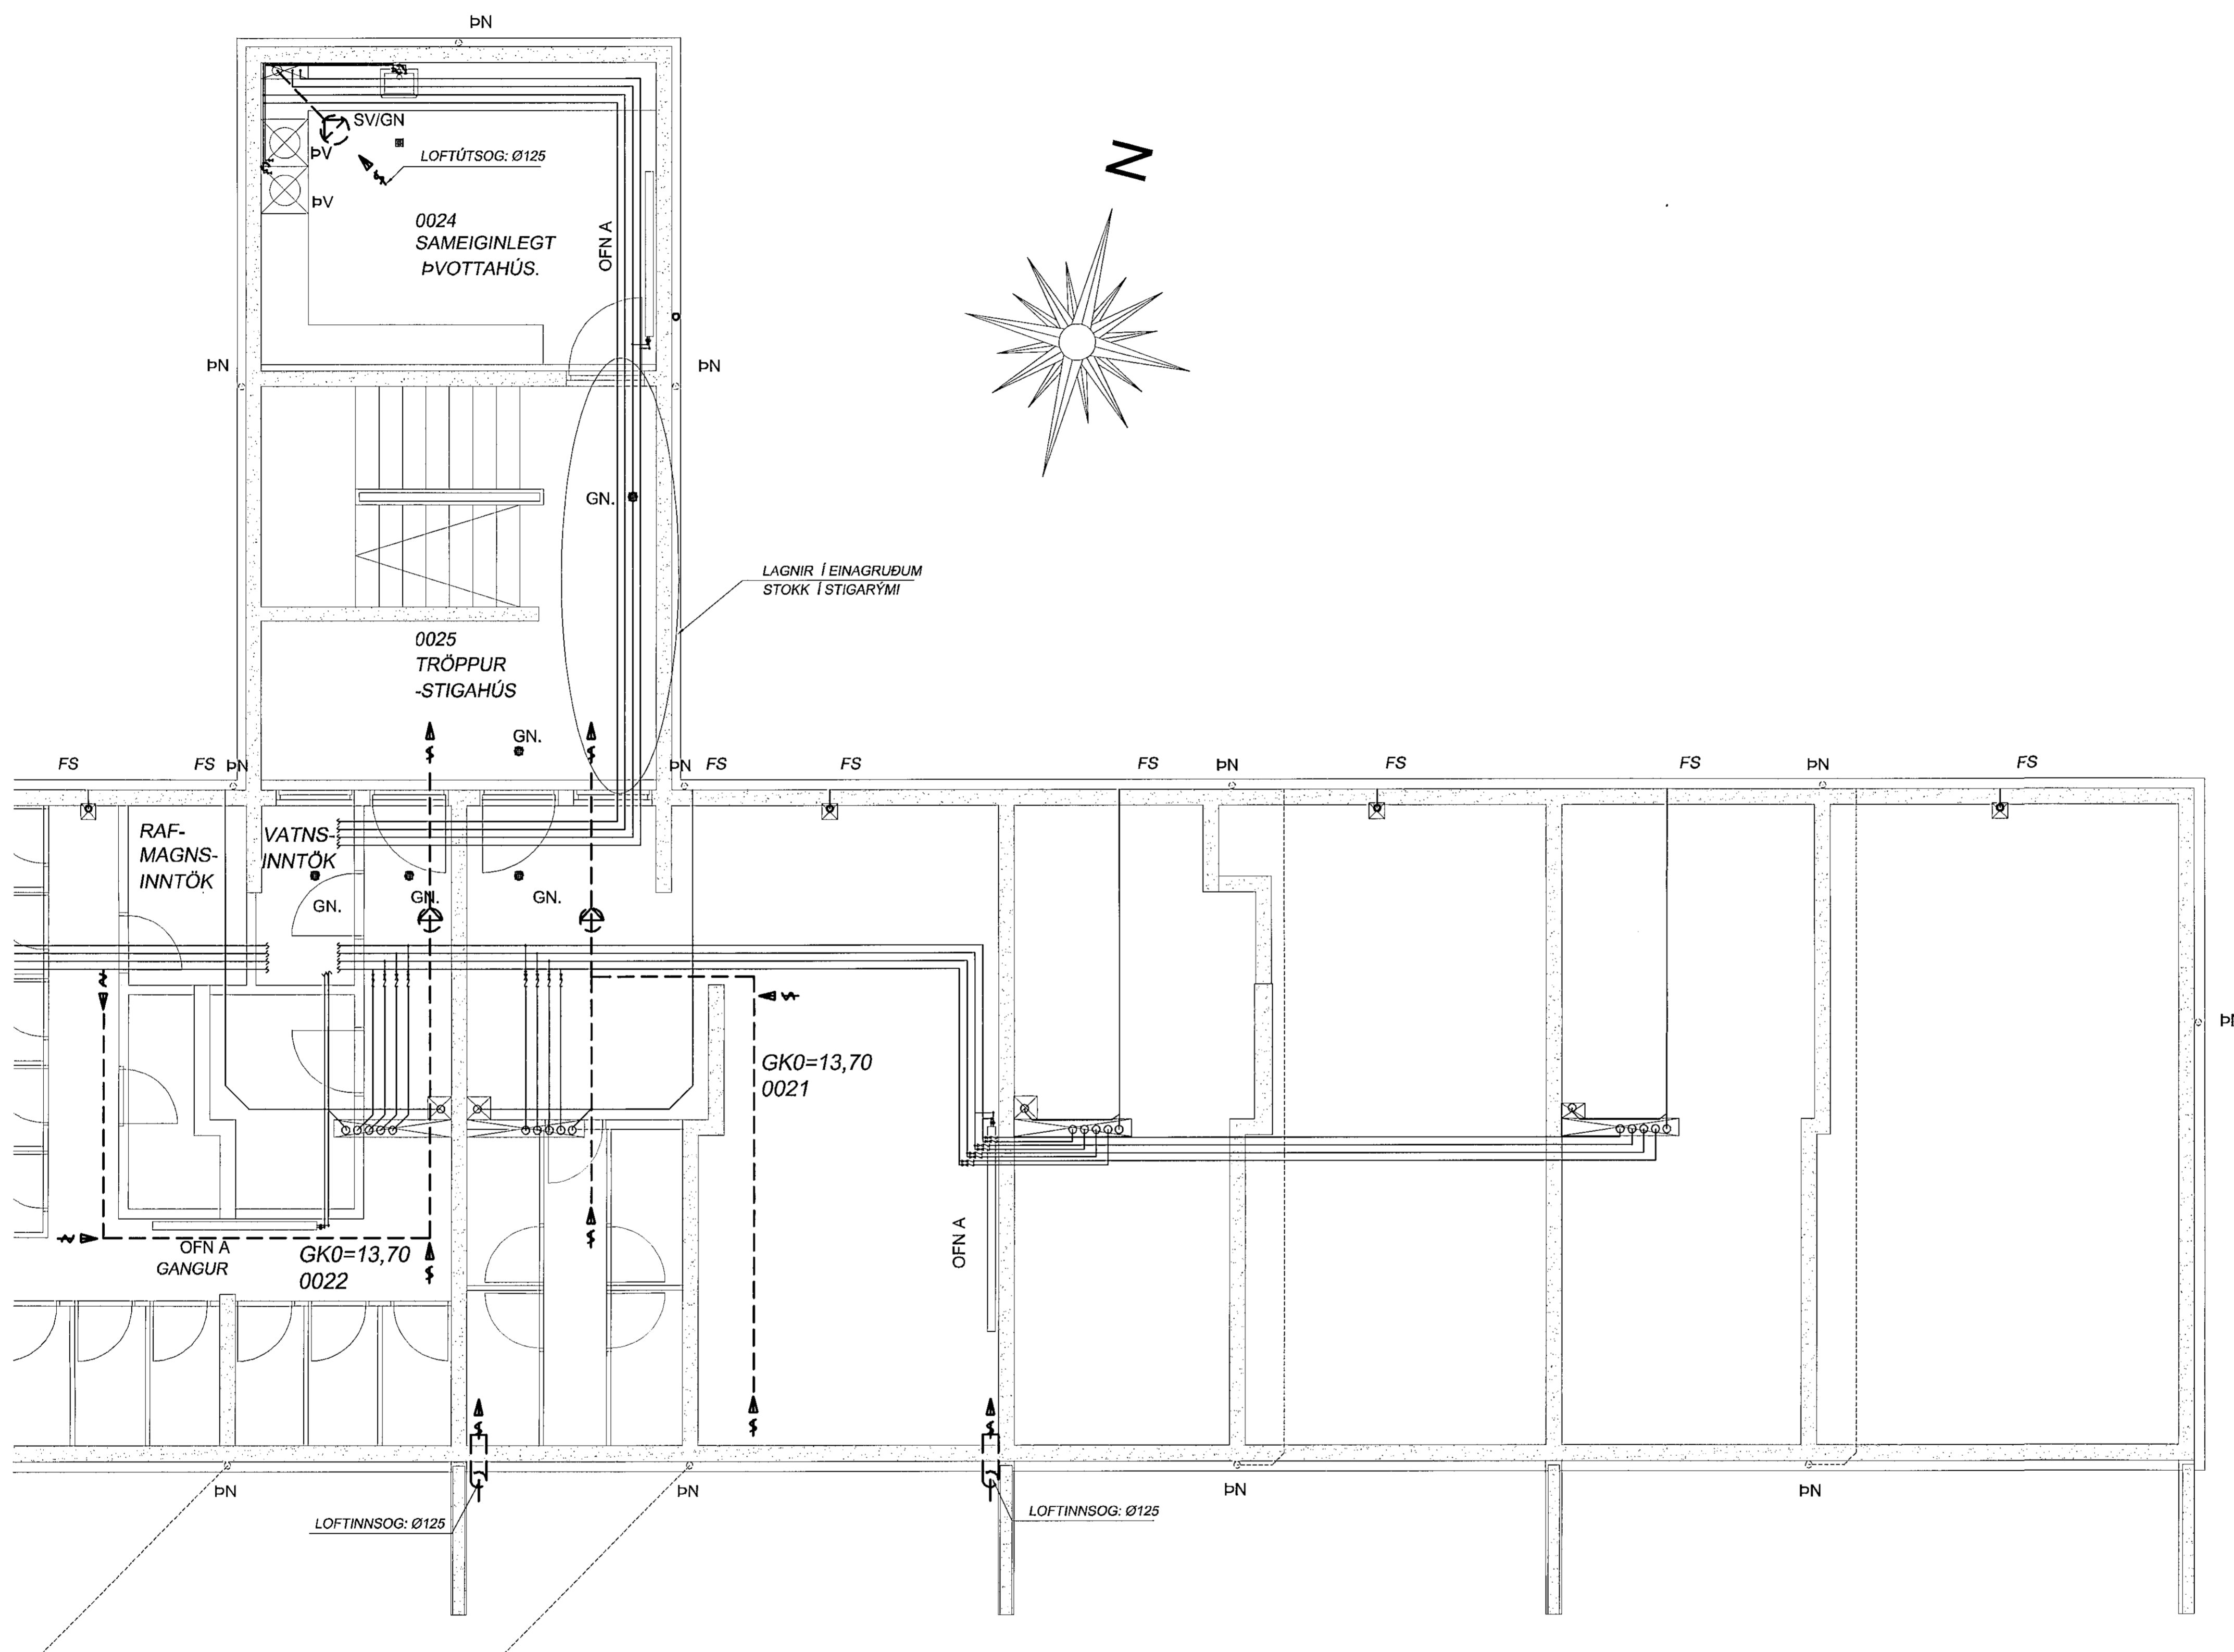 ÞN
SV/GN
ÞV
LOFTÚTSOG: Ø125
ÞV
0024
SAMEIGINLEGT
ÞVOTTAHÚS.
OFN A
N
ÞN
ÞN
GN.
LAGNIR Í EINAGRUÐUM
STOKK Í STIGARÝMI
0025
TRÖPPUR
-STIGAHÚS
GN.
FS
FS
ÞN
ÞN
FS
FS
FS
ÞN
FS
FS
ÞN
FS
RAF-
MAGNS-
INNTÖK
VATNS-
INNTÖK
GN.
GN.
GN.
ÞN
GK0=13,70
0021
OFN A
OFN A
GANGUR
GK0=13,70
0022
ÞN
ÞN
ÞN
ÞN
LOFTINNSOG: Ø125
LOFTINNSOG: Ø125